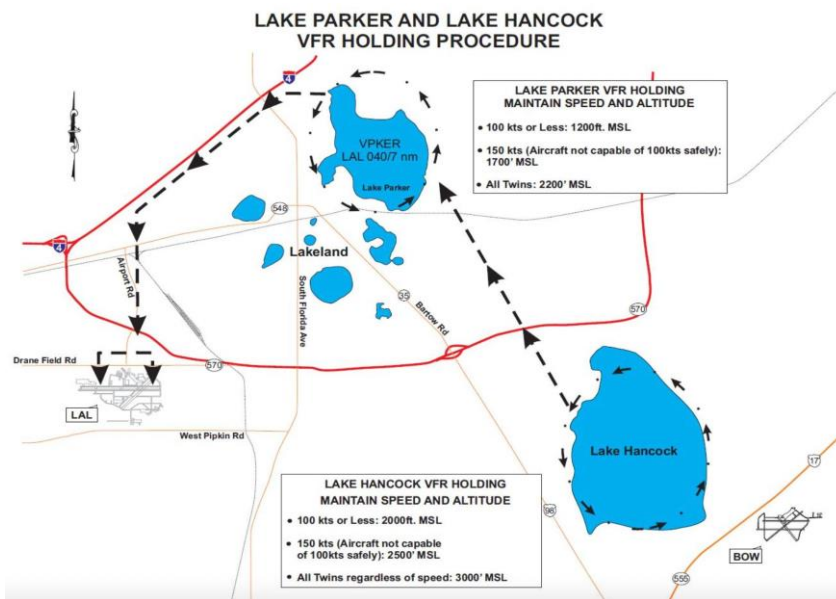 LAKE PARKER AND LAKE HANCOCK
VFR HOLDING PROCEDURE
4
LAKE PARKER VFR HOLDING
MAINTAIN SPEED AND ALTITUDE
• 100 kts or Less: 1200ft. MSL
• 150 kts (Aircraft not capable of 100kts safely):
1700' MSL
• All Twins: 2200' MSL
VPKER
LAL 040/7 nm
Lake Parker
548
4
Lakeland
Airport Rd
South Florida Ave
35
Bartow Rd
570
Drane Field Rd
570
LAL
West Pipkin Rd
Lake Hancock
17
LAKE HANCOCK VFR HOLDING
MAINTAIN SPEED AND ALTITUDE
• 100 kts or Less: 2000ft. MSL
• 150 kts (Aircraft not capable
of 100kts safely): 2500' MSL
• All Twins regardless of speed: 3000' MSL
98
BOW
555